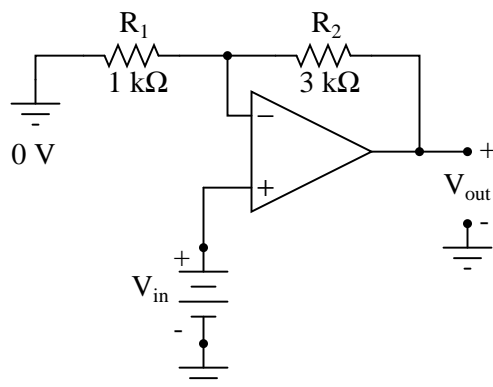 R1 R2
1 kΩ 3 kΩ
−
0 V
+
+
Vout
-
+
Vin
-